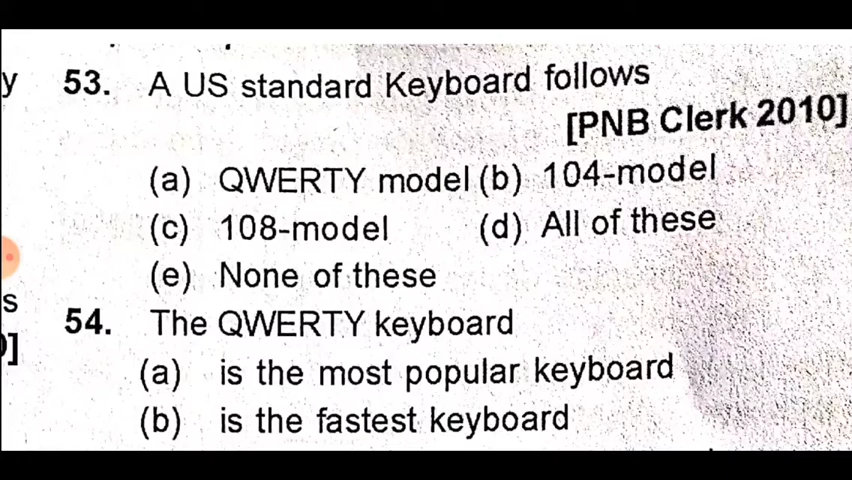 y 53. A US standard Keyboard follows
[PNB Clerk 2010]
(a) QWERTY model (b) 104-model
(c) 108-model (d) All of these
(e) None of these
s
54. The QWERTY keyboard
]
(a) is the most popular keyboard
(b) is the fastest keyboard